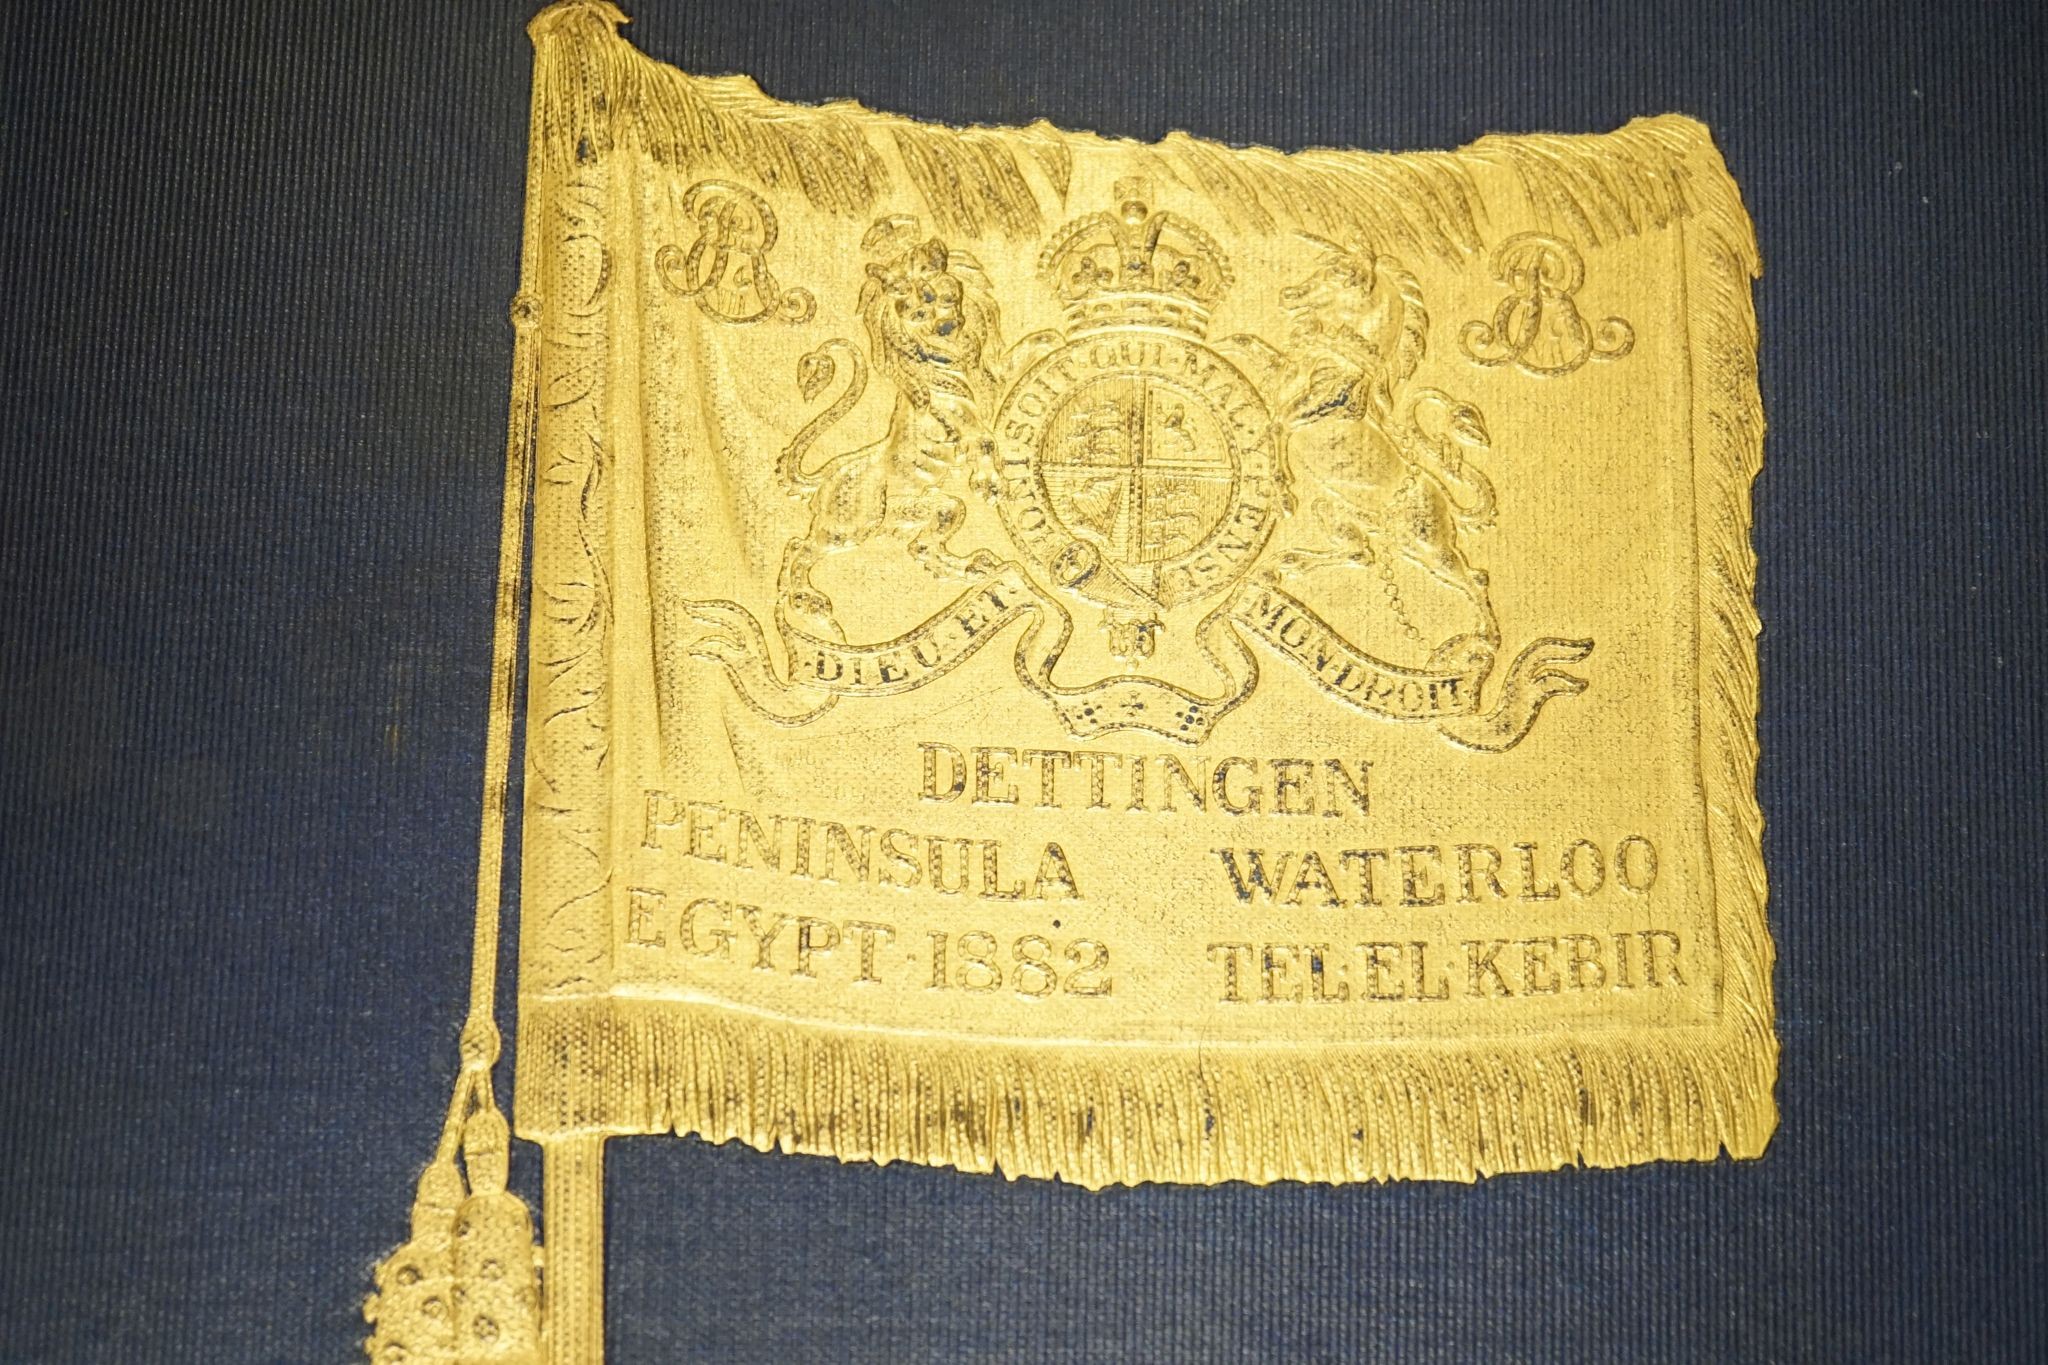 HONI·SOIT·QUI·MAL·Y·PENSE
·DIEU·ET· MON·DROIT·
DETTINGEN
PENINSULA WATERLOO
EGYPT·1882 TEL·EL·KEBIR